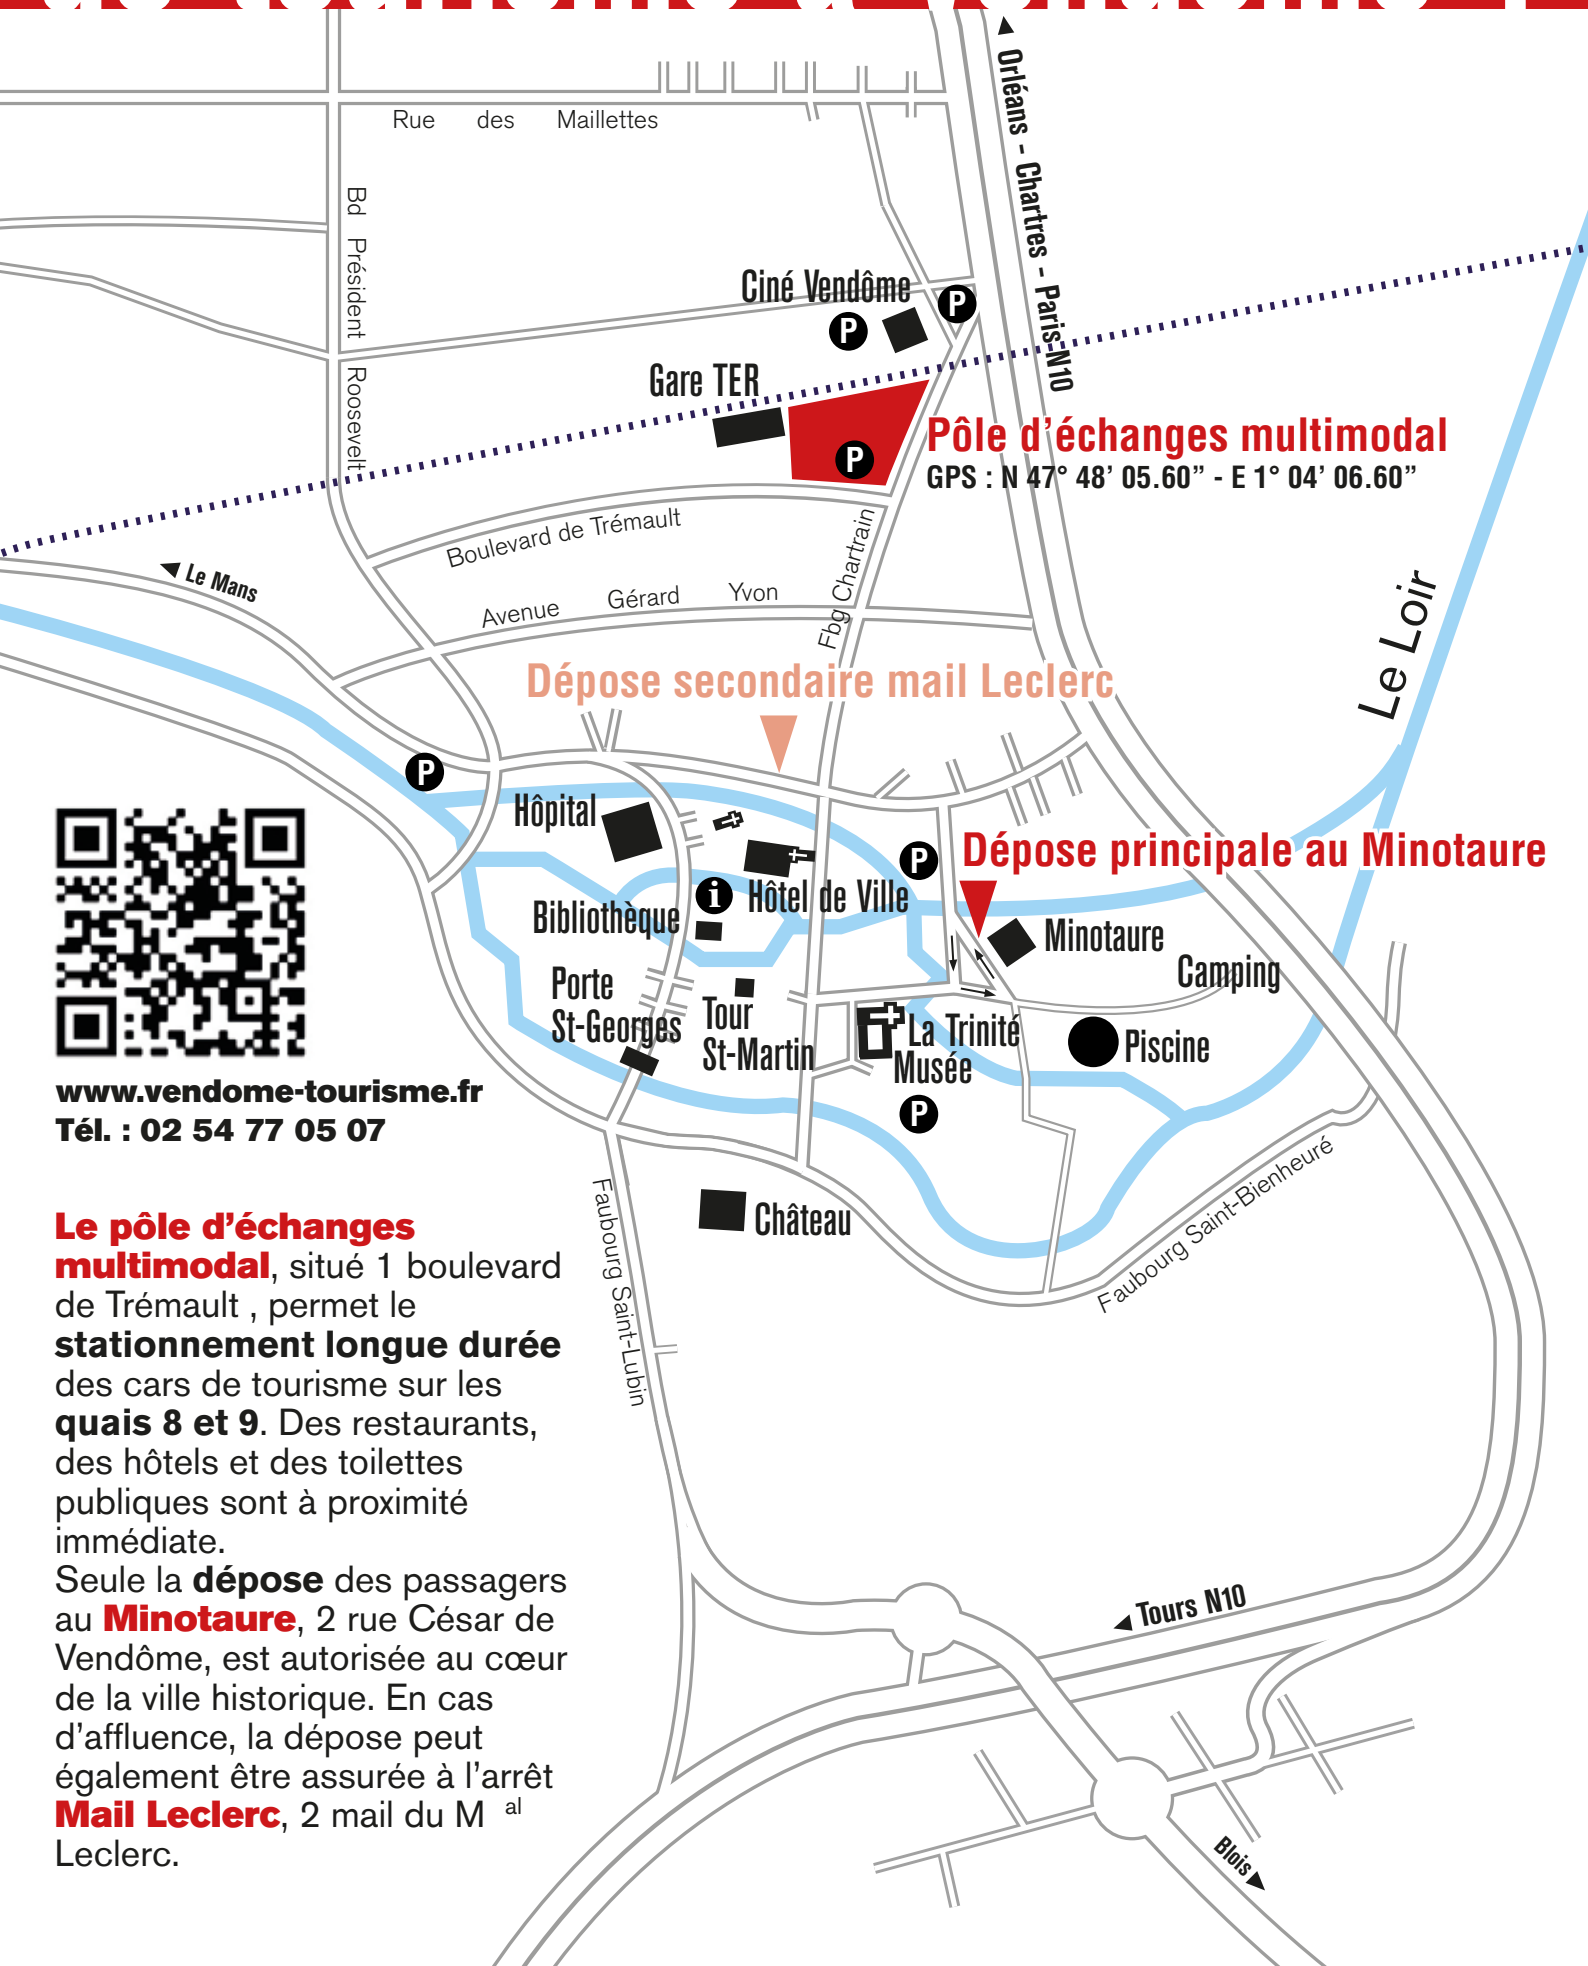 Orléans - Chartres - Paris N10
Rue des Maillettes
Bd Président Roosevelt
Ciné Vendôme
P
P
Gare TER
P
Pôle d’échanges multimodal
GPS : N 47° 48’ 05.60” - E 1° 04’ 06.60”
Boulevard de Trémault
Fbg Chartrain
Le Mans
Avenue Gérard Yvon
Le Loir
Dépose secondaire mail Leclerc
P
Hôpital
P
Dépose principale au Minotaure
i
Hôtel de Ville
Bibliothèque
Minotaure
Camping
Porte
St-Georges
Tour
St-Martin
La Trinité
Musée
Piscine
P
www.vendome-tourisme.fr
Tél. : 02 54 77 05 07
Château
Faubourg Saint-Bienheuré
Faubourg Saint-Lubin
Le pôle d’échanges
multimodal, situé 1 boulevard
de Trémault , permet le
stationnement longue durée
des cars de tourisme sur les
quais 8 et 9. Des restaurants,
des hôtels et des toilettes
publiques sont à proximité
immédiate.
Seule la dépose des passagers
au Minotaure, 2 rue César de
Vendôme, est autorisée au cœur
de la ville historique. En cas
d’affluence, la dépose peut
également être assurée à l’arrêt
Mail Leclerc, 2 mail du M al
Leclerc.
Tours N10
Blois